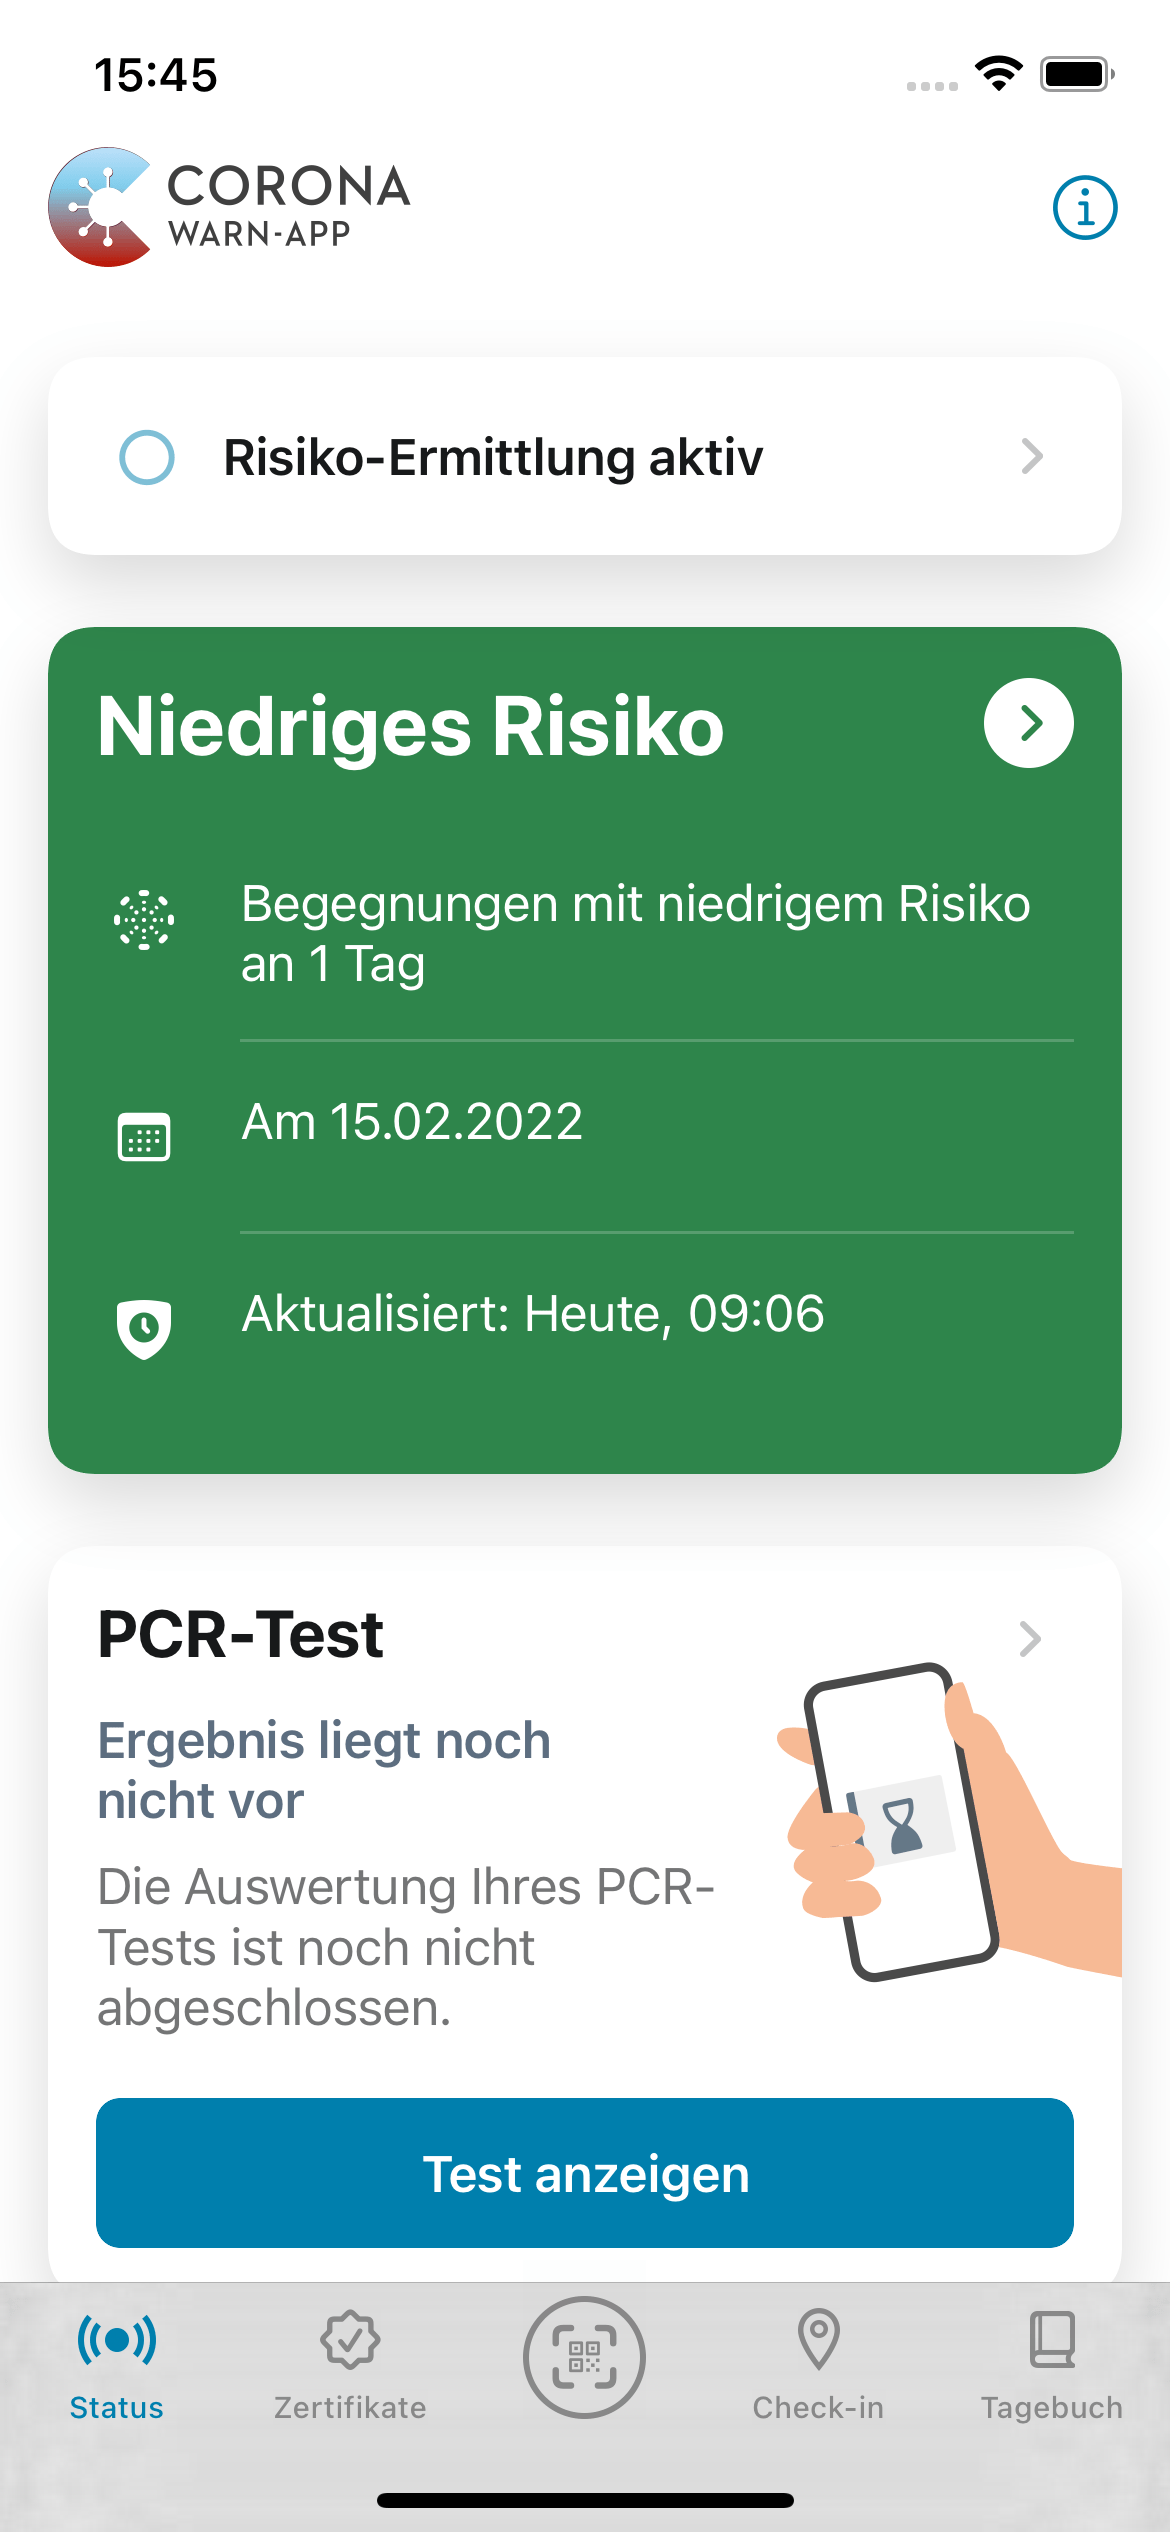 15:45
CORONA
WARN-APP
Risiko-Ermittlung aktiv
Niedriges Risiko
Begegnungen mit niedrigem Risiko
an 1 Tag
Am 15.02.2022
Aktualisiert: Heute, 09:06
PCR-Test
Ergebnis liegt noch
nicht vor
Die Auswertung Ihres PCR-
Tests ist noch nicht
abgeschlossen.
Test anzeigen
Status
Zertifikate
Check-in
Tagebuch